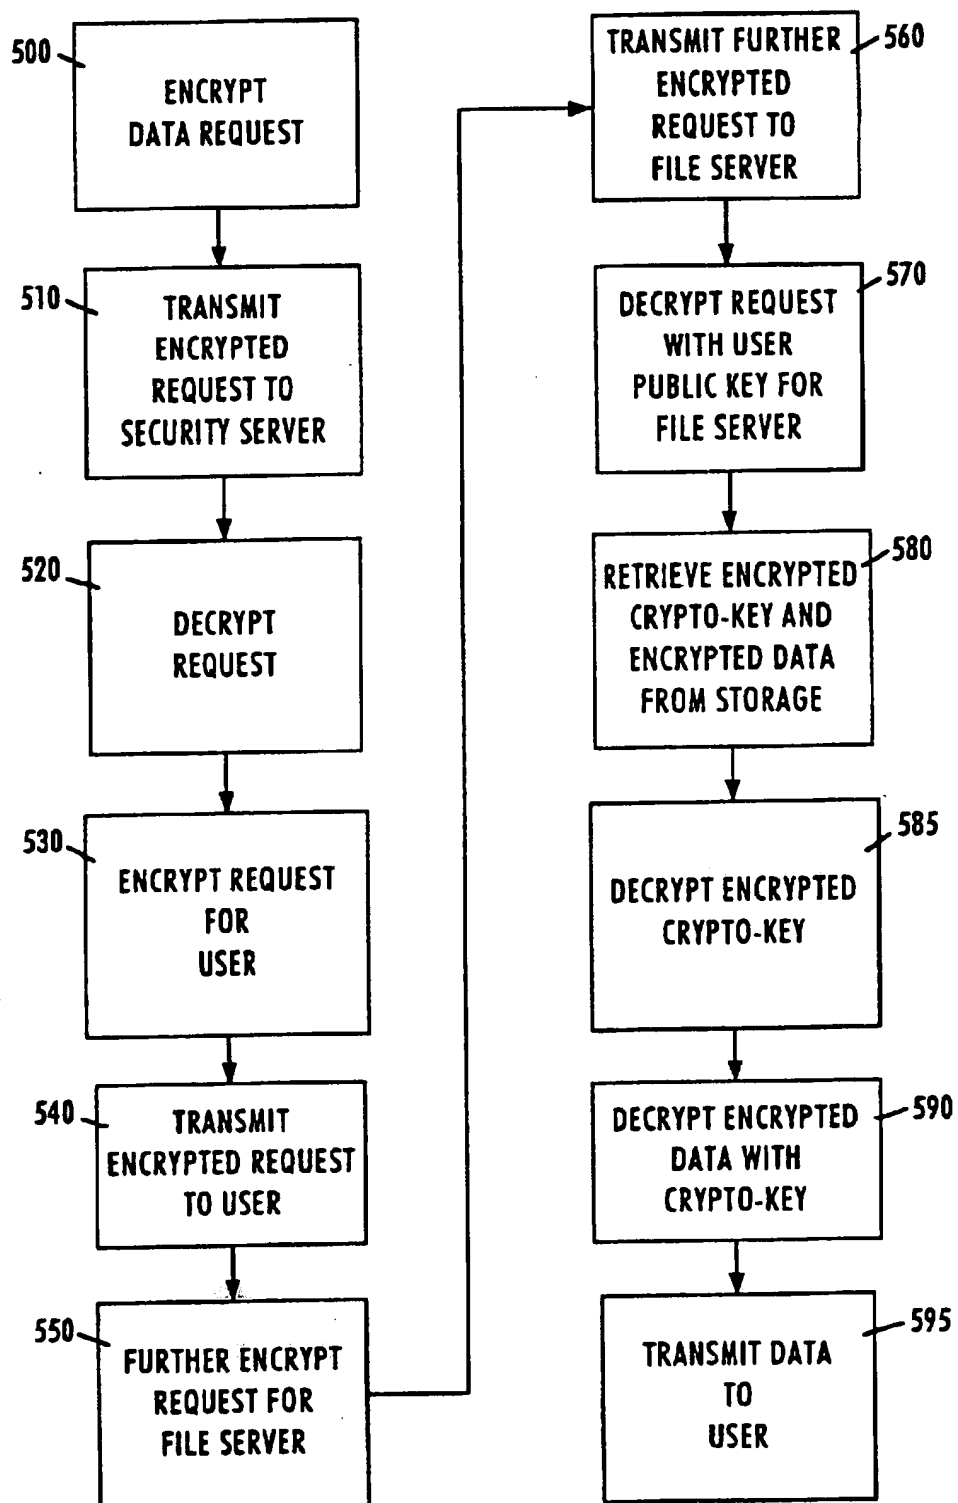 500
ENCRYPT
DATA REQUEST
510
TRANSMIT
ENCRYPTED
REQUEST TO
SECURITY SERVER
520
DECRYPT
REQUEST
530
ENCRYPT REQUEST
FOR
USER
540
TRANSMIT
ENCRYPTED REQUEST
TO USER
550
FURTHER ENCRYPT
REQUEST FOR
FILE SERVER
560
TRANSMIT FURTHER
ENCRYPTED
REQUEST TO
FILE SERVER
570
DECRYPT REQUEST
WITH USER
PUBLIC KEY FOR
FILE SERVER
580
RETRIEVE ENCRYPTED
CRYPTO-KEY AND
ENCRYPTED DATA
FROM STORAGE
585
DECRYPT ENCRYPTED
CRYPTO-KEY
590
DECRYPT ENCRYPTED
DATA WITH
CRYPTO-KEY
595
TRANSMIT DATA
TO
USER